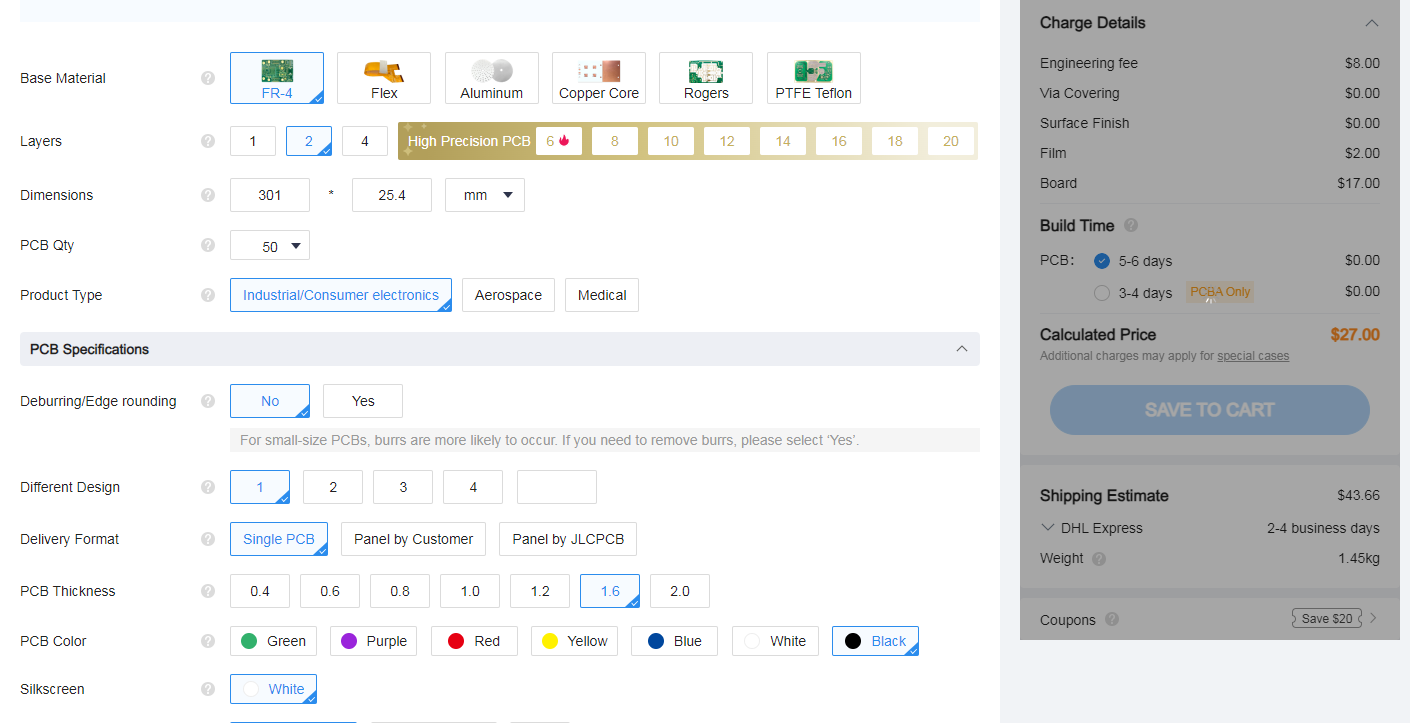 Base Material ? FR-4 Flex Aluminum Copper Core Rogers PTFE Teflon
Layers ? 1 2 4 High Precision PCB 6 8 10 12 14 16 18 20
Dimensions ? 301 * 25.4 mm
PCB Qty ? 50
Product Type ? Industrial/Consumer electronics Aerospace Medical
PCB Specifications
Deburring/Edge rounding ? No Yes
For small-size PCBs, burrs are more likely to occur. If you need to remove burrs, please select ‘Yes’.
Different Design ? 1 2 3 4
Delivery Format ? Single PCB Panel by Customer Panel by JLCPCB
PCB Thickness ? 0.4 0.6 0.8 1.0 1.2 1.6 2.0
PCB Color ? Green Purple Red Yellow Blue White Black
Silkscreen ? White
Charge Details
Engineering fee $8.00
Via Covering $0.00
Surface Finish $0.00
Film $2.00
Board $17.00
Build Time ?
PCB: 5-6 days $0.00
3-4 days PCBA Only $0.00
Calculated Price $27.00
Additional charges may apply for special cases
SAVE TO CART
Shipping Estimate $43.66
DHL Express 2-4 business days
Weight ? 1.45kg
Coupons ? Save $20